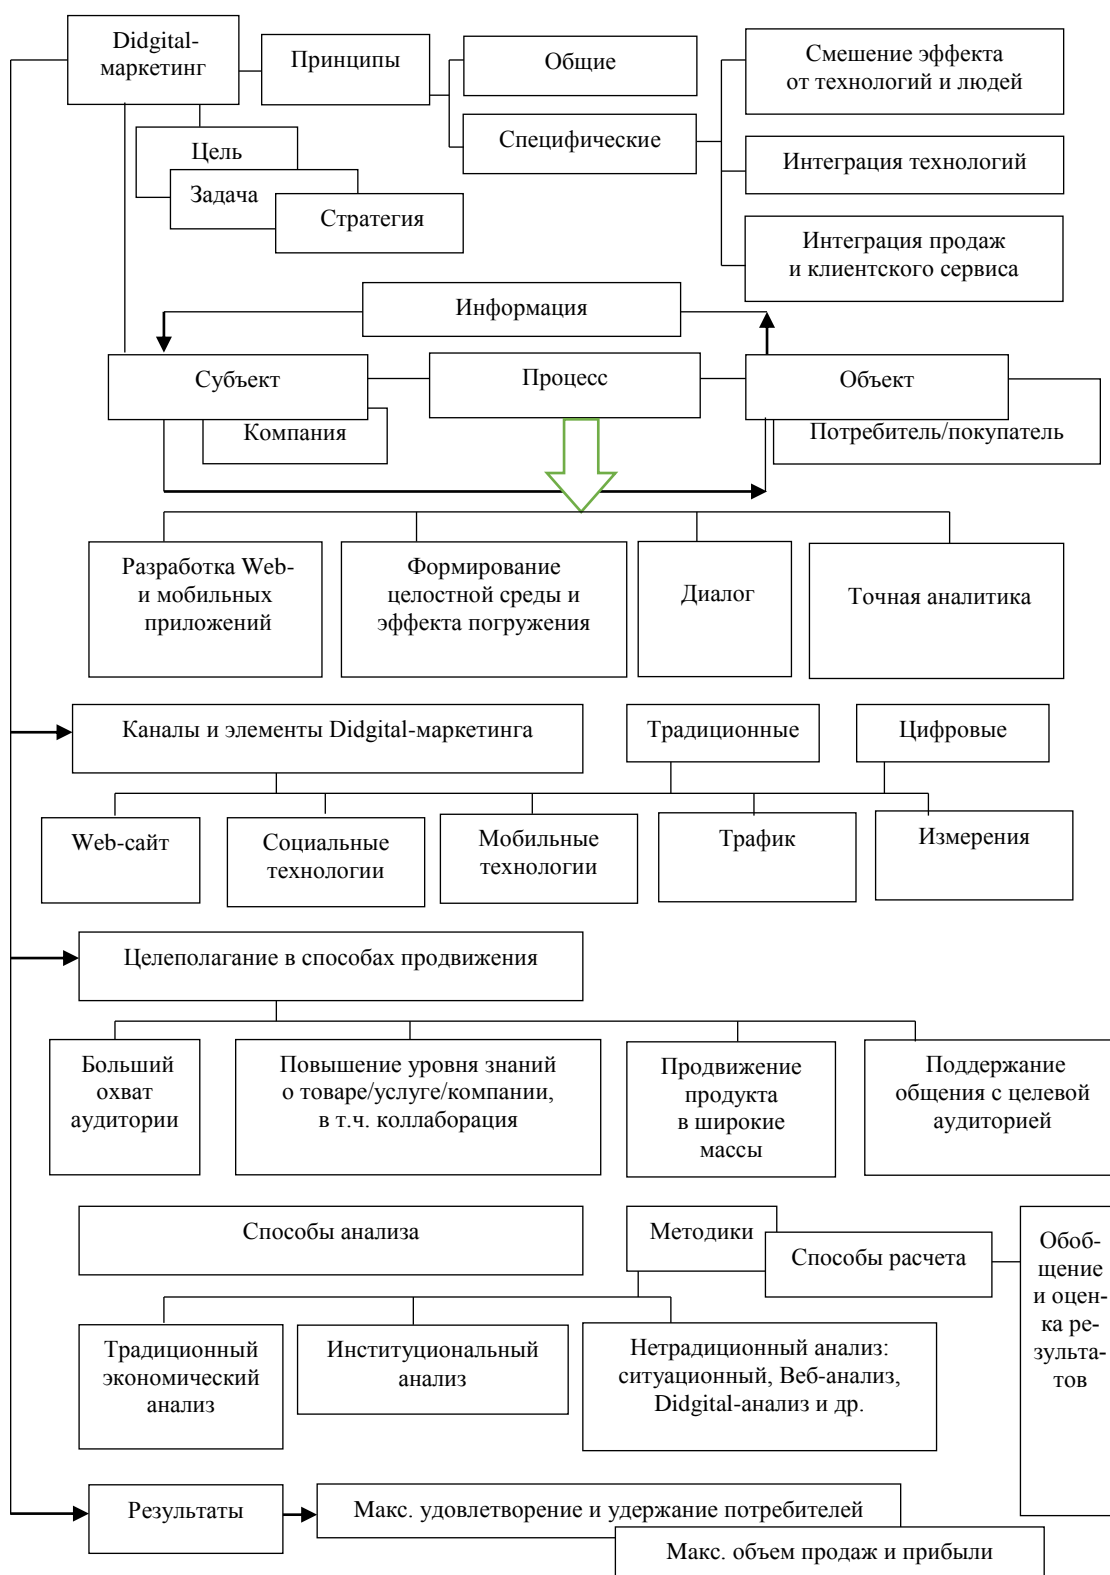 Didgital-
маркетинг
Принципы
Общие
Смешение эффекта
от технологий и людей
Специфические
Цель
Интеграция технологий
Задача
Стратегия
Интеграция продаж
и клиентского сервиса
Информация
Субъект
Процесс
Объект
Компания
Потребитель/покупатель
Разработка Web-
и мобильных
приложений
Формирование
целостной среды и
эффекта погружения
Диалог
Точная аналитика
Каналы и элементы Didgital-маркетинга
Традиционные
Цифровые
Web-сайт
Социальные
технологии
Мобильные
технологии
Трафик
Измерения
Целеполагание в способах продвижения
Больший
охват
аудитории
Повышение уровня знаний
о товаре/услуге/компании,
в т.ч. коллаборация
Продвижение
продукта
в широкие
массы
Поддержание
общения с целевой
аудиторией
Способы анализа
Методики
Способы расчета
Обоб-
щение
и оцен-
ка ре-
зульта-
тов
Традиционный
экономический
анализ
Институциональный
анализ
Нетрадиционный анализ:
ситуационный, Веб-анализ,
Didgital-анализ и др.
Результаты
Макс. удовлетворение и удержание потребителей
Макс. объем продаж и прибыли